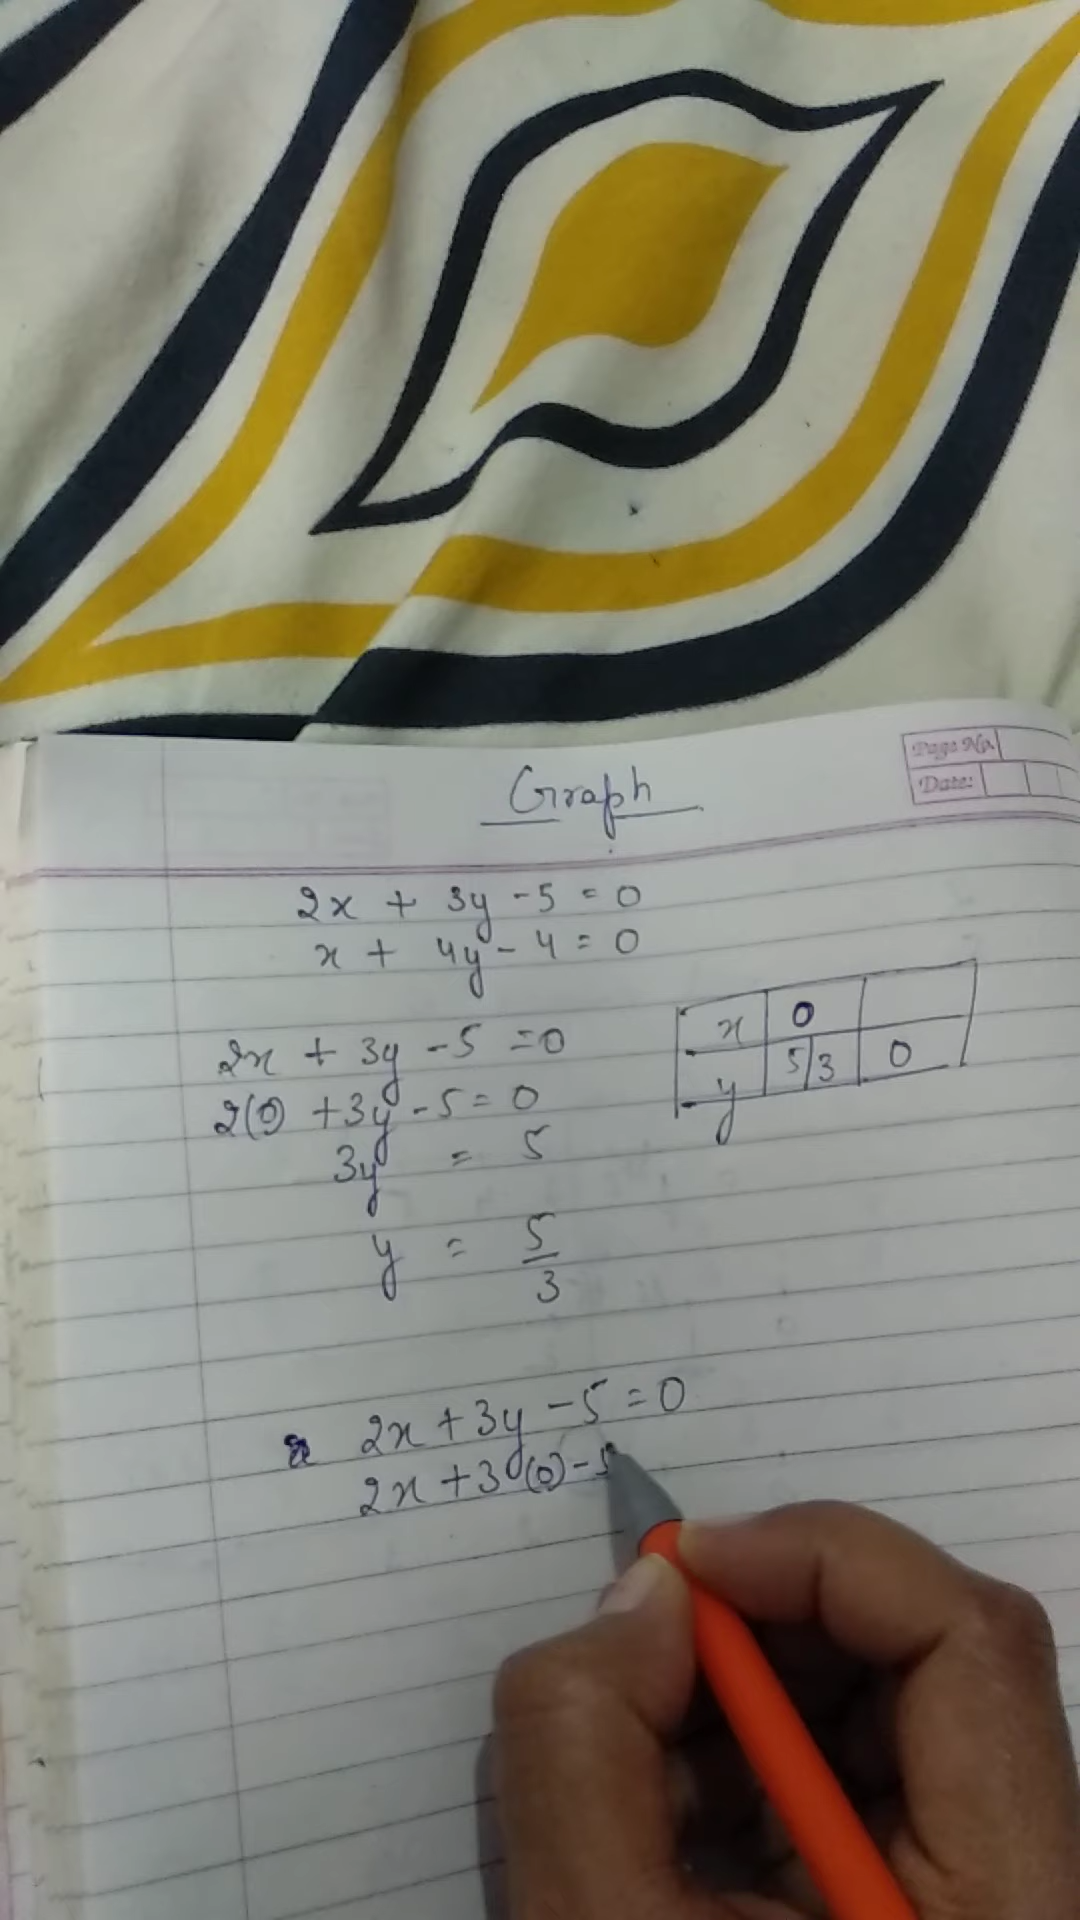 Page No.
Date:
Graph
2x + 3y - 5 = 0
x + 4y - 4 = 0
2x + 3y - 5 = 0
2(0) + 3y - 5 = 0
3y = 5
y = 5/3
x 0
y 5/3 0
2x + 3y - 5 = 0
2x + 3(0) - 5